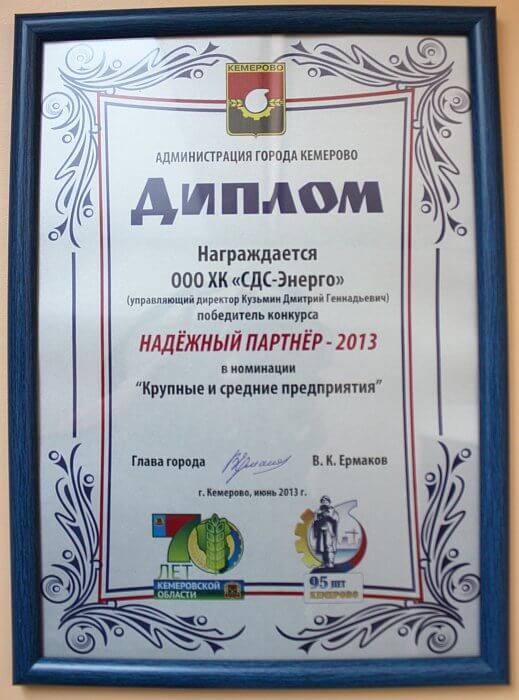 КЕМЕРОВО
АДМИНИСТРАЦИЯ ГОРОДА КЕМЕРОВО
ДИПЛОМ
Награждается
ООО ХК «СДС-Энерго»
(управляющий директор Кузьмин Дмитрий Геннадьевич)
победитель конкурса
НАДЁЖНЫЙ ПАРТНЁР - 2013
в номинации
“Крупные и средние предприятия”
Глава города
В. К. Ермаков
г. Кемерово, июнь 2013 г.
70
ЛЕТ
КЕМЕРОВСКОЙ
ОБЛАСТИ
95 ЛЕТ
КЕМЕРОВО